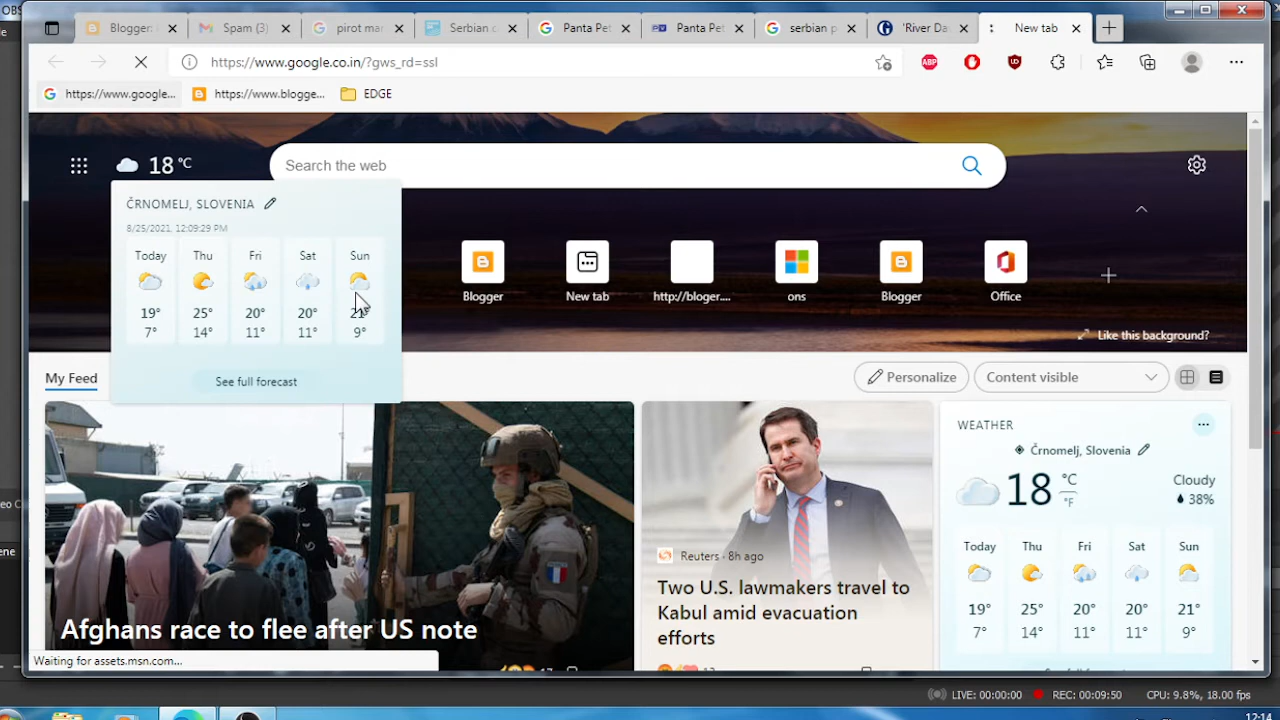 OBS
Blogger:
Spam (3)
pirot mar
Serbian c
Panta Pet
Panta Pet
serbian p
'River Da
New tab
https://www.google.co.in/?gws_rd=ssl
ABP
https://www.google...
https://www.blogge...
EDGE
18 °C
Search the web
ČRNOMELJ, SLOVENIA
8/25/2021, 12:09:29 PM
Today Thu Fri Sat Sun
19° 25° 20° 20° 21°
7° 14° 11° 11° 9°
See full forecast
Blogger
New tab
http://bloger....
ons
Blogger
Office
Like this background?
My Feed
Personalize
Content visible
Afghans race to flee after US note
Reuters · 8h ago
Two U.S. lawmakers travel to
Kabul amid evacuation
efforts
WEATHER
Črnomelj, Slovenia
18 °C
°F
Cloudy
38%
Today Thu Fri Sat Sun
19° 25° 20° 20° 21°
7° 14° 11° 11° 9°
Waiting for assets.msn.com...
LIVE: 00:00:00
REC: 00:09:50
CPU: 9.8%, 18.00 fps
12:14